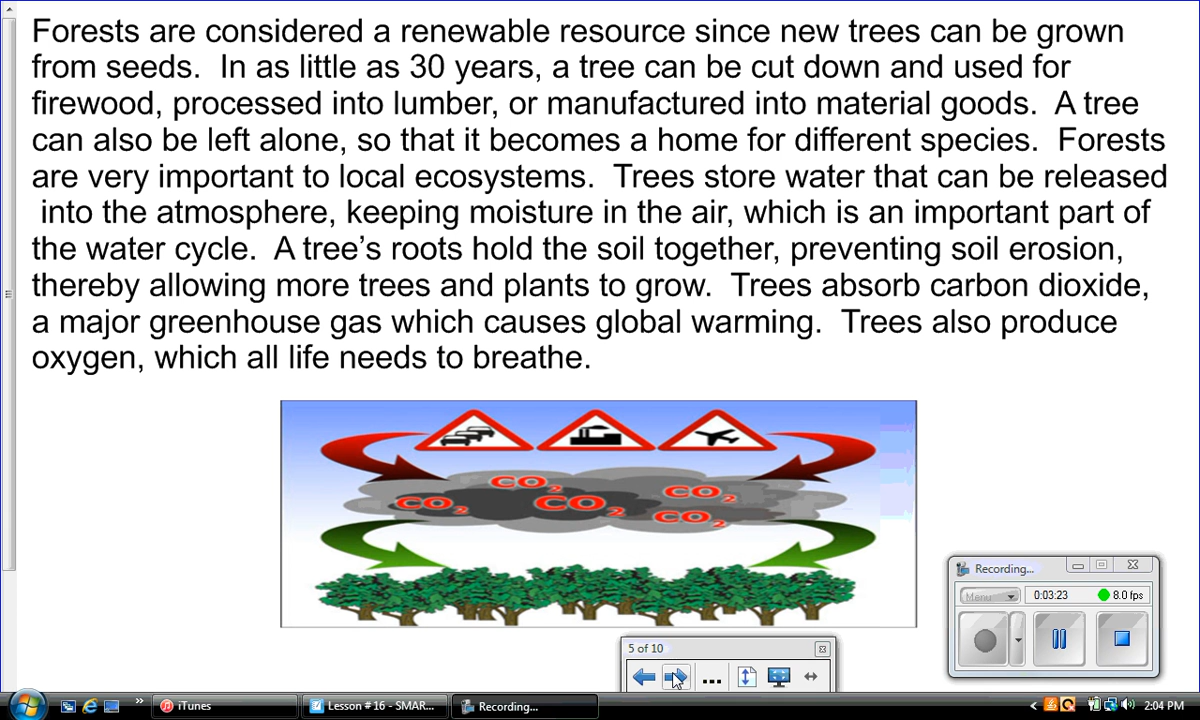 Forests are considered a renewable resource since new trees can be grown
from seeds.  In as little as 30 years, a tree can be cut down and used for
firewood, processed into lumber, or manufactured into material goods.  A tree
can also be left alone, so that it becomes a home for different species.  Forests
are very important to local ecosystems.  Trees store water that can be released
into the atmosphere, keeping moisture in the air, which is an important part of
the water cycle.  A tree's roots hold the soil together, preventing soil erosion,
thereby allowing more trees and plants to grow.  Trees absorb carbon dioxide,
a major greenhouse gas which causes global warming.  Trees also produce
oxygen, which all life needs to breathe.
CO2
CO2 CO2 CO2
CO2
Recording...
Menu 0:03:23 8.0 fps
5 of 10
iTunes Lesson # 16 - SMAR... Recording... 2:04 PM